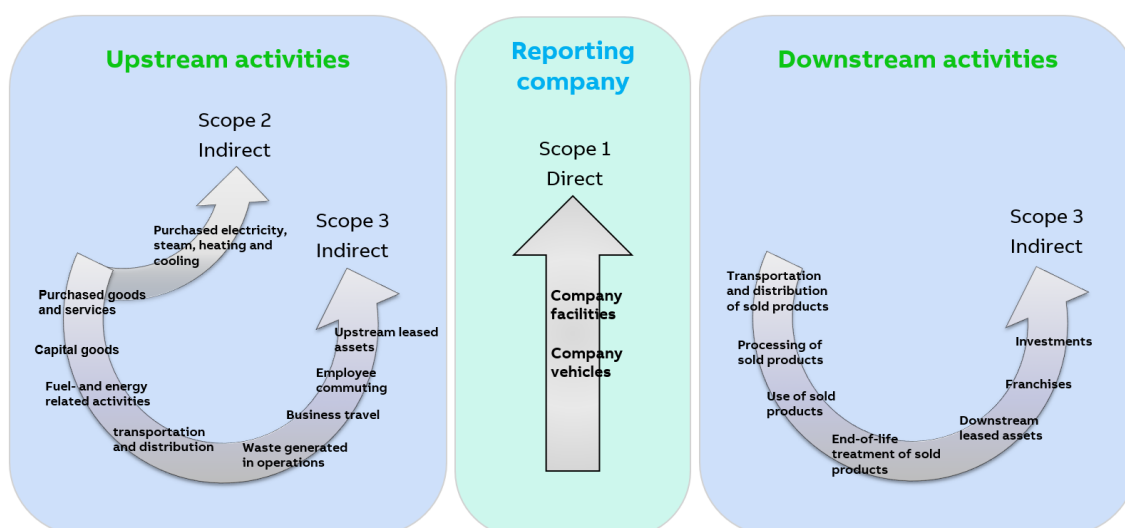 Upstream activities
Scope 2
Indirect
Purchased electricity,
steam, heating and
cooling
Scope 3
Indirect
Purchased goods
and services
Capital goods
Fuel- and energy
related activities
transportation
and distribution
Waste generated
in operations
Business travel
Employee
commuting
Upstream leased
assets
Reporting
company
Scope 1
Direct
Company
facilities
Company
vehicles
Downstream activities
Scope 3
Indirect
Transportation
and distribution
of sold products
Processing of
sold products
Use of sold
products
End-of-life
treatment of sold
products
Downstream
leased assets
Franchises
Investments